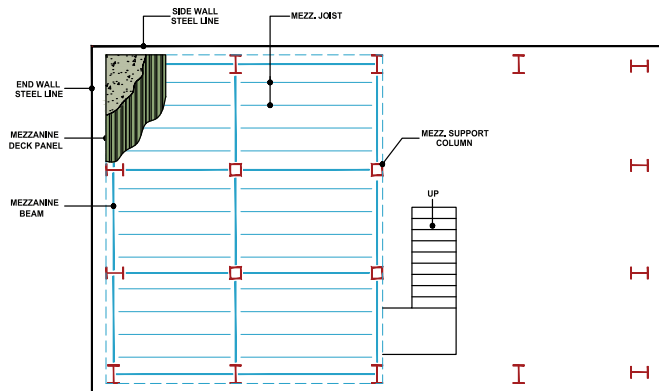 SIDE WALL
STEEL LINE
MEZZ. JOIST
END WALL
STEEL LINE
MEZZANINE
DECK PANEL
MEZZ. SUPPORT
COLUMN
MEZZANINE
BEAM
UP